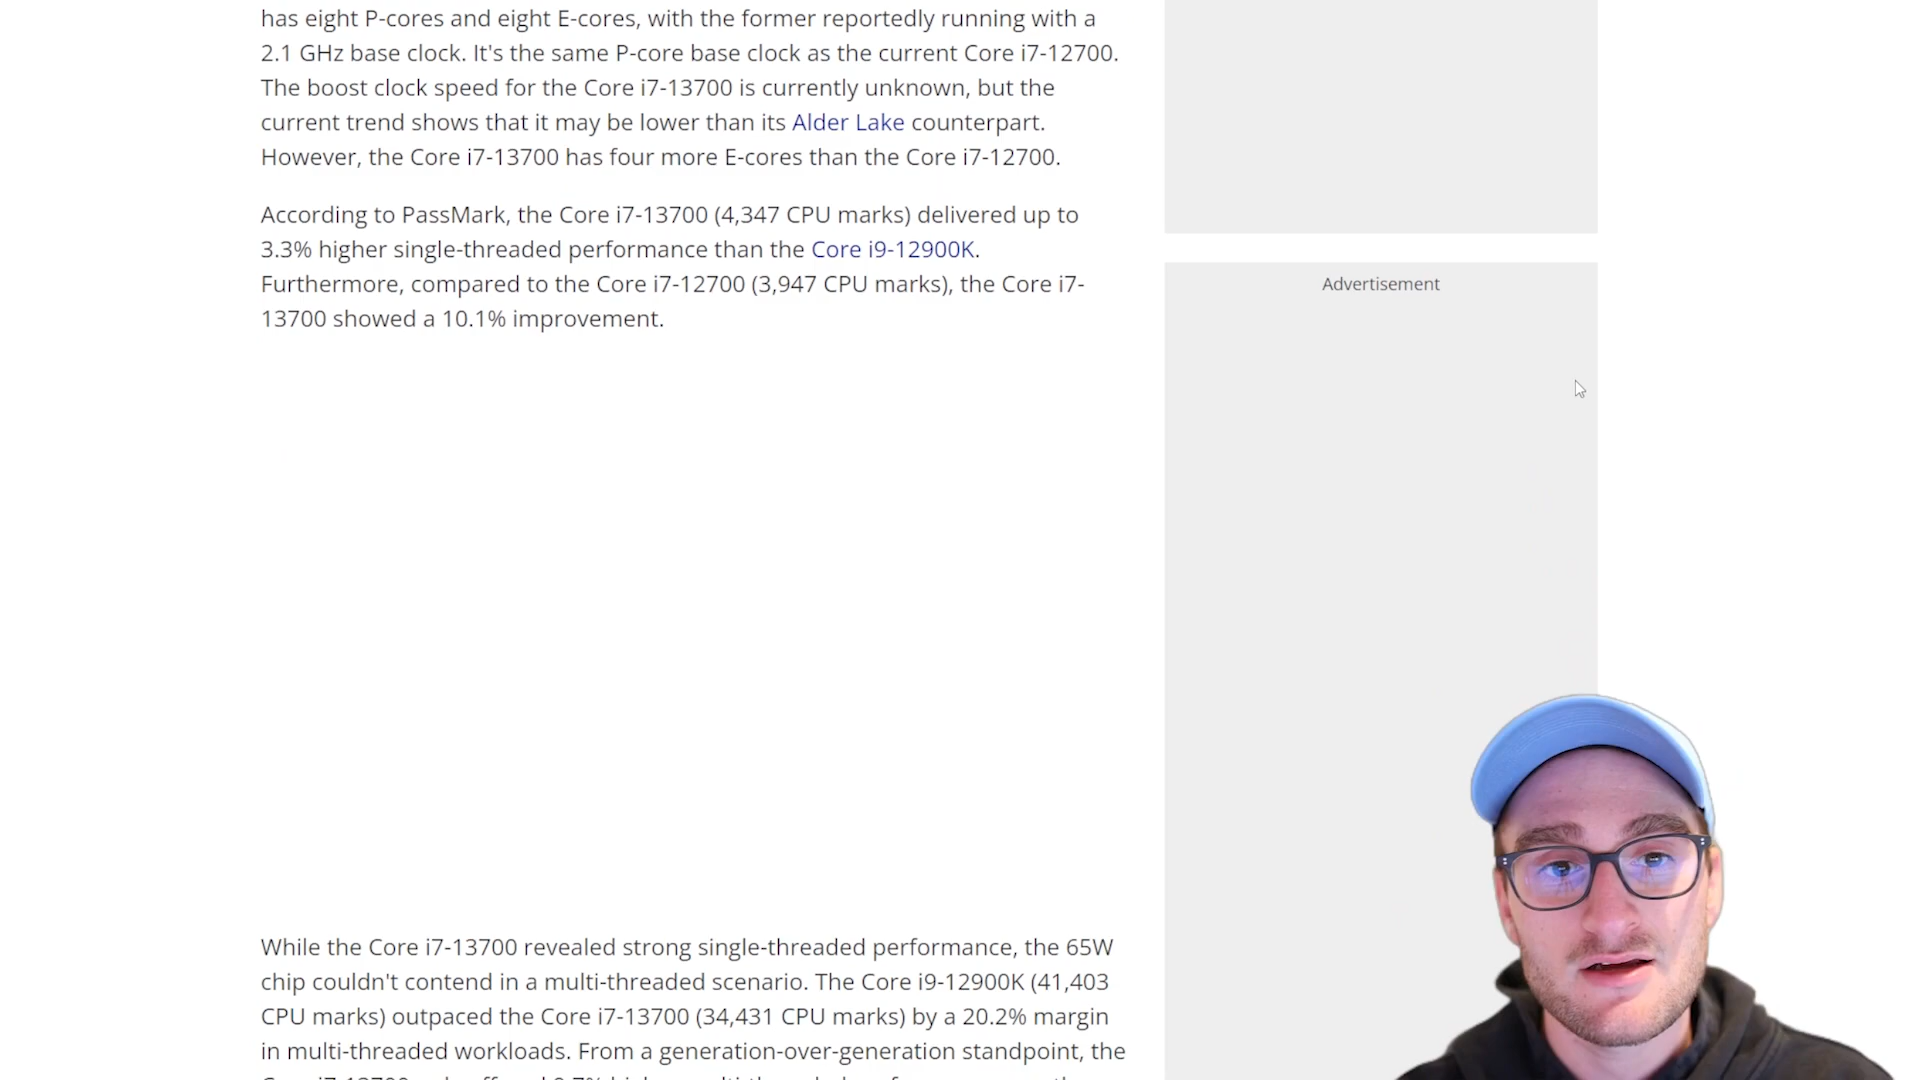 has eight P-cores and eight E-cores, with the former reportedly running with a
2.1 GHz base clock. It's the same P-core base clock as the current Core i7-12700.
The boost clock speed for the Core i7-13700 is currently unknown, but the
current trend shows that it may be lower than its Alder Lake counterpart.
However, the Core i7-13700 has four more E-cores than the Core i7-12700.
According to PassMark, the Core i7-13700 (4,347 CPU marks) delivered up to
3.3% higher single-threaded performance than the Core i9-12900K.
Furthermore, compared to the Core i7-12700 (3,947 CPU marks), the Core i7-
13700 showed a 10.1% improvement.
Advertisement
While the Core i7-13700 revealed strong single-threaded performance, the 65W
chip couldn't contend in a multi-threaded scenario. The Core i9-12900K (41,403
CPU marks) outpaced the Core i7-13700 (34,431 CPU marks) by a 20.2% margin
in multi-threaded workloads. From a generation-over-generation standpoint, the